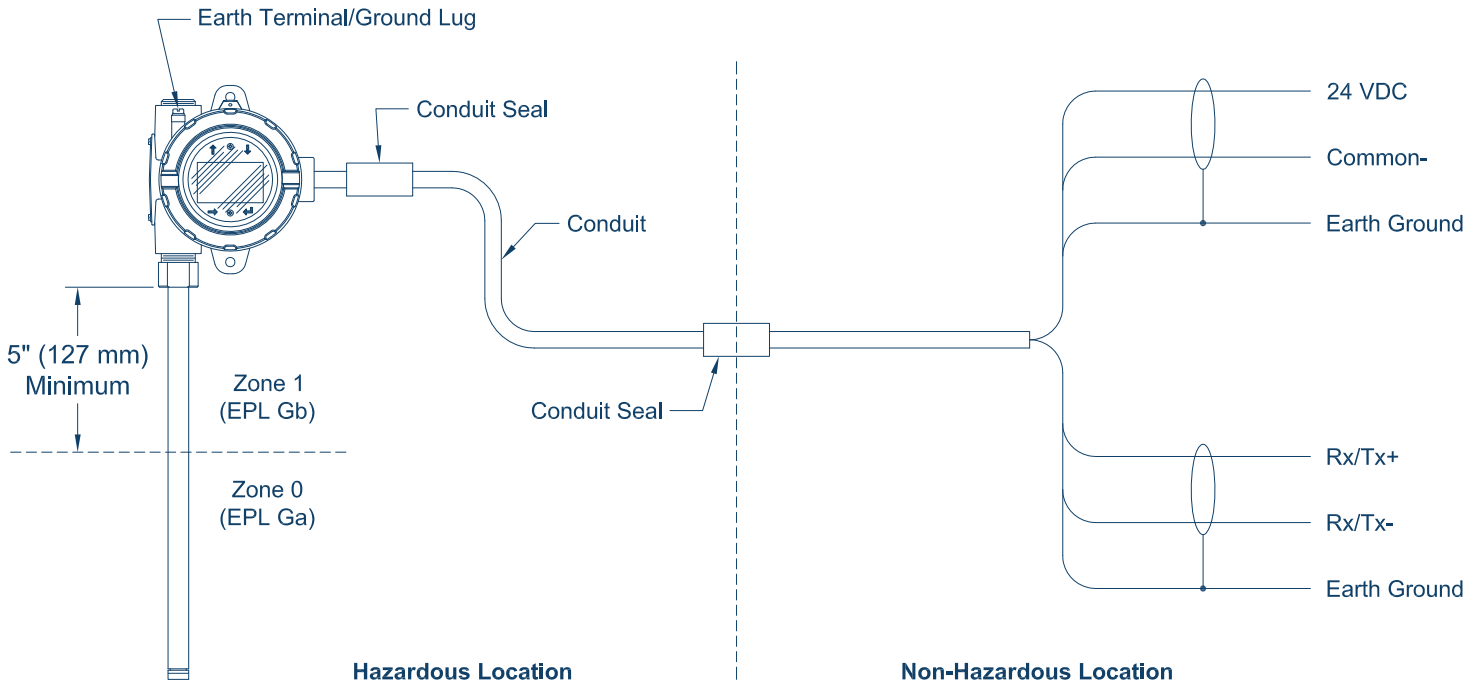 Earth Terminal/Ground Lug
Conduit Seal
Conduit
5" (127 mm)
Minimum
Zone 1
(EPL Gb)
Zone 0
(EPL Ga)
Conduit Seal
Hazardous Location
Non-Hazardous Location
24 VDC
Common-
Earth Ground
Rx/Tx+
Rx/Tx-
Earth Ground